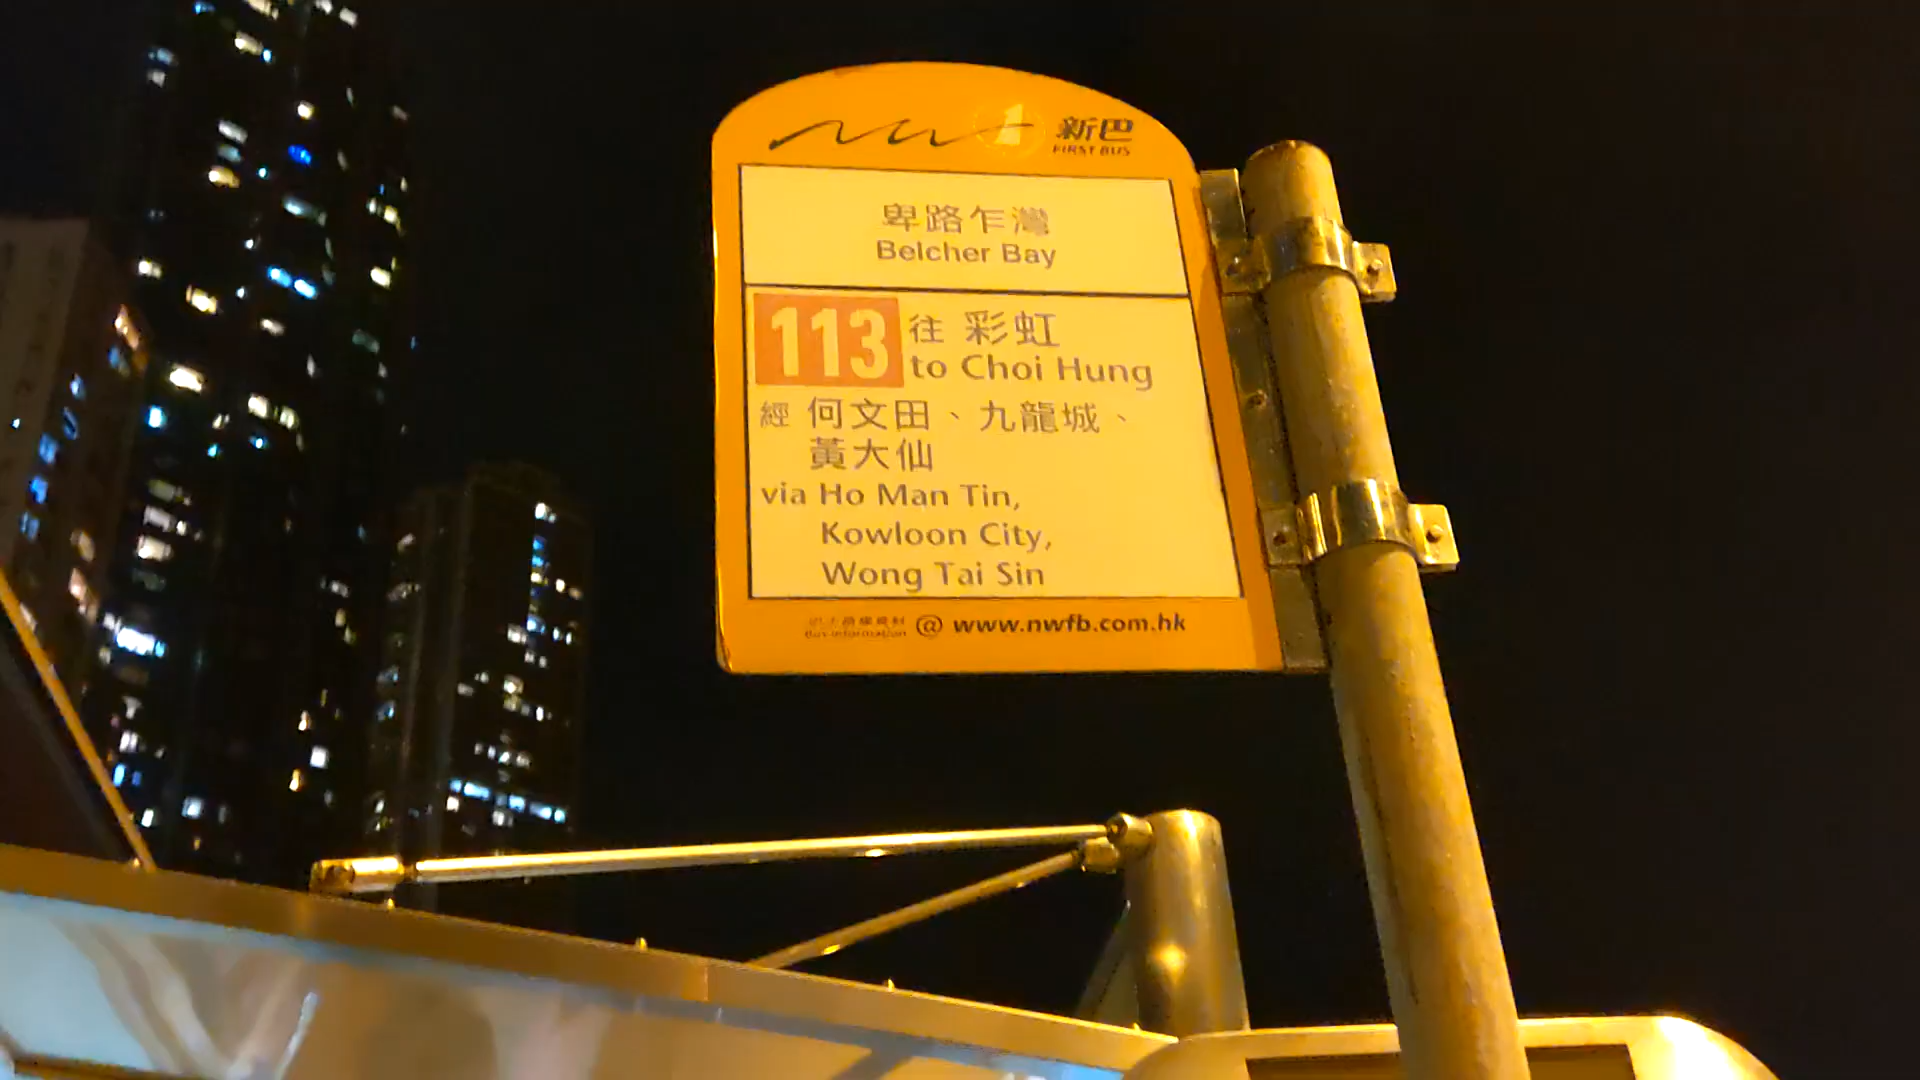 新巴
FIRST BUS
卑路乍灣
Belcher Bay
113 往 彩虹
to Choi Hung
經 何文田、九龍城、
黃大仙
via Ho Man Tin,
Kowloon City,
Wong Tai Sin
Bus information @ www.nwfb.com.hk